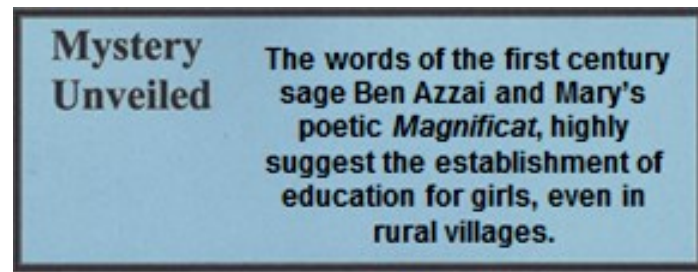 Mystery
Unveiled
The words of the first century
sage Ben Azzai and Mary's
poetic Magnificat, highly
suggest the establishment of
education for girls, even in
rural villages.